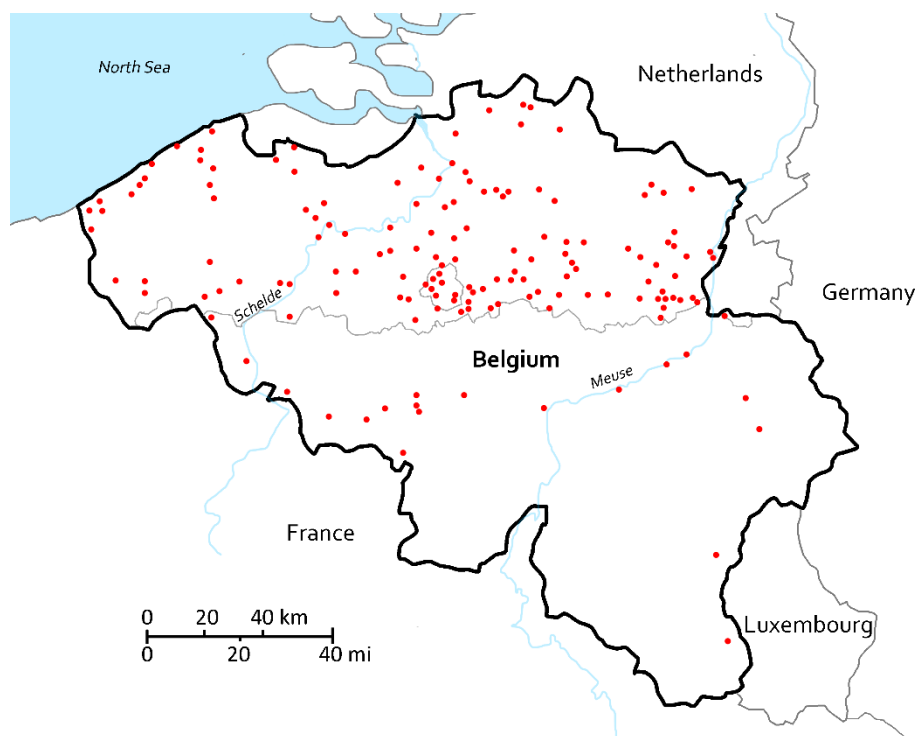 North Sea
Netherlands
Germany
Schelde
Belgium
Meuse
France
Luxembourg
0 20 40 km
0 20 40 mi